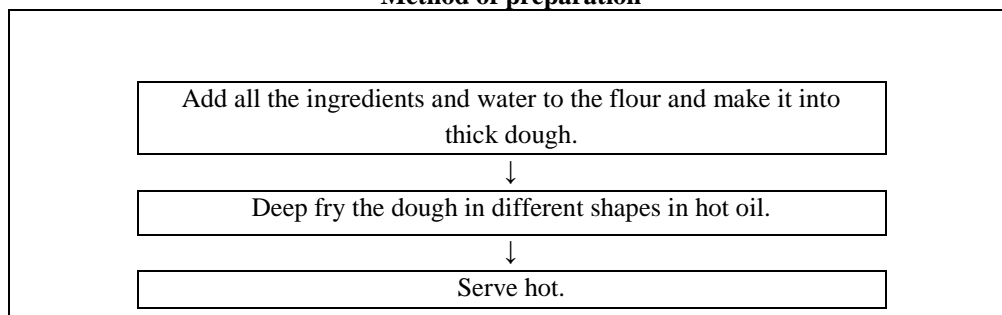 Method of preparation
Add all the ingredients and water to the flour and make it into
thick dough.
↓
Deep fry the dough in different shapes in hot oil.
↓
Serve hot.